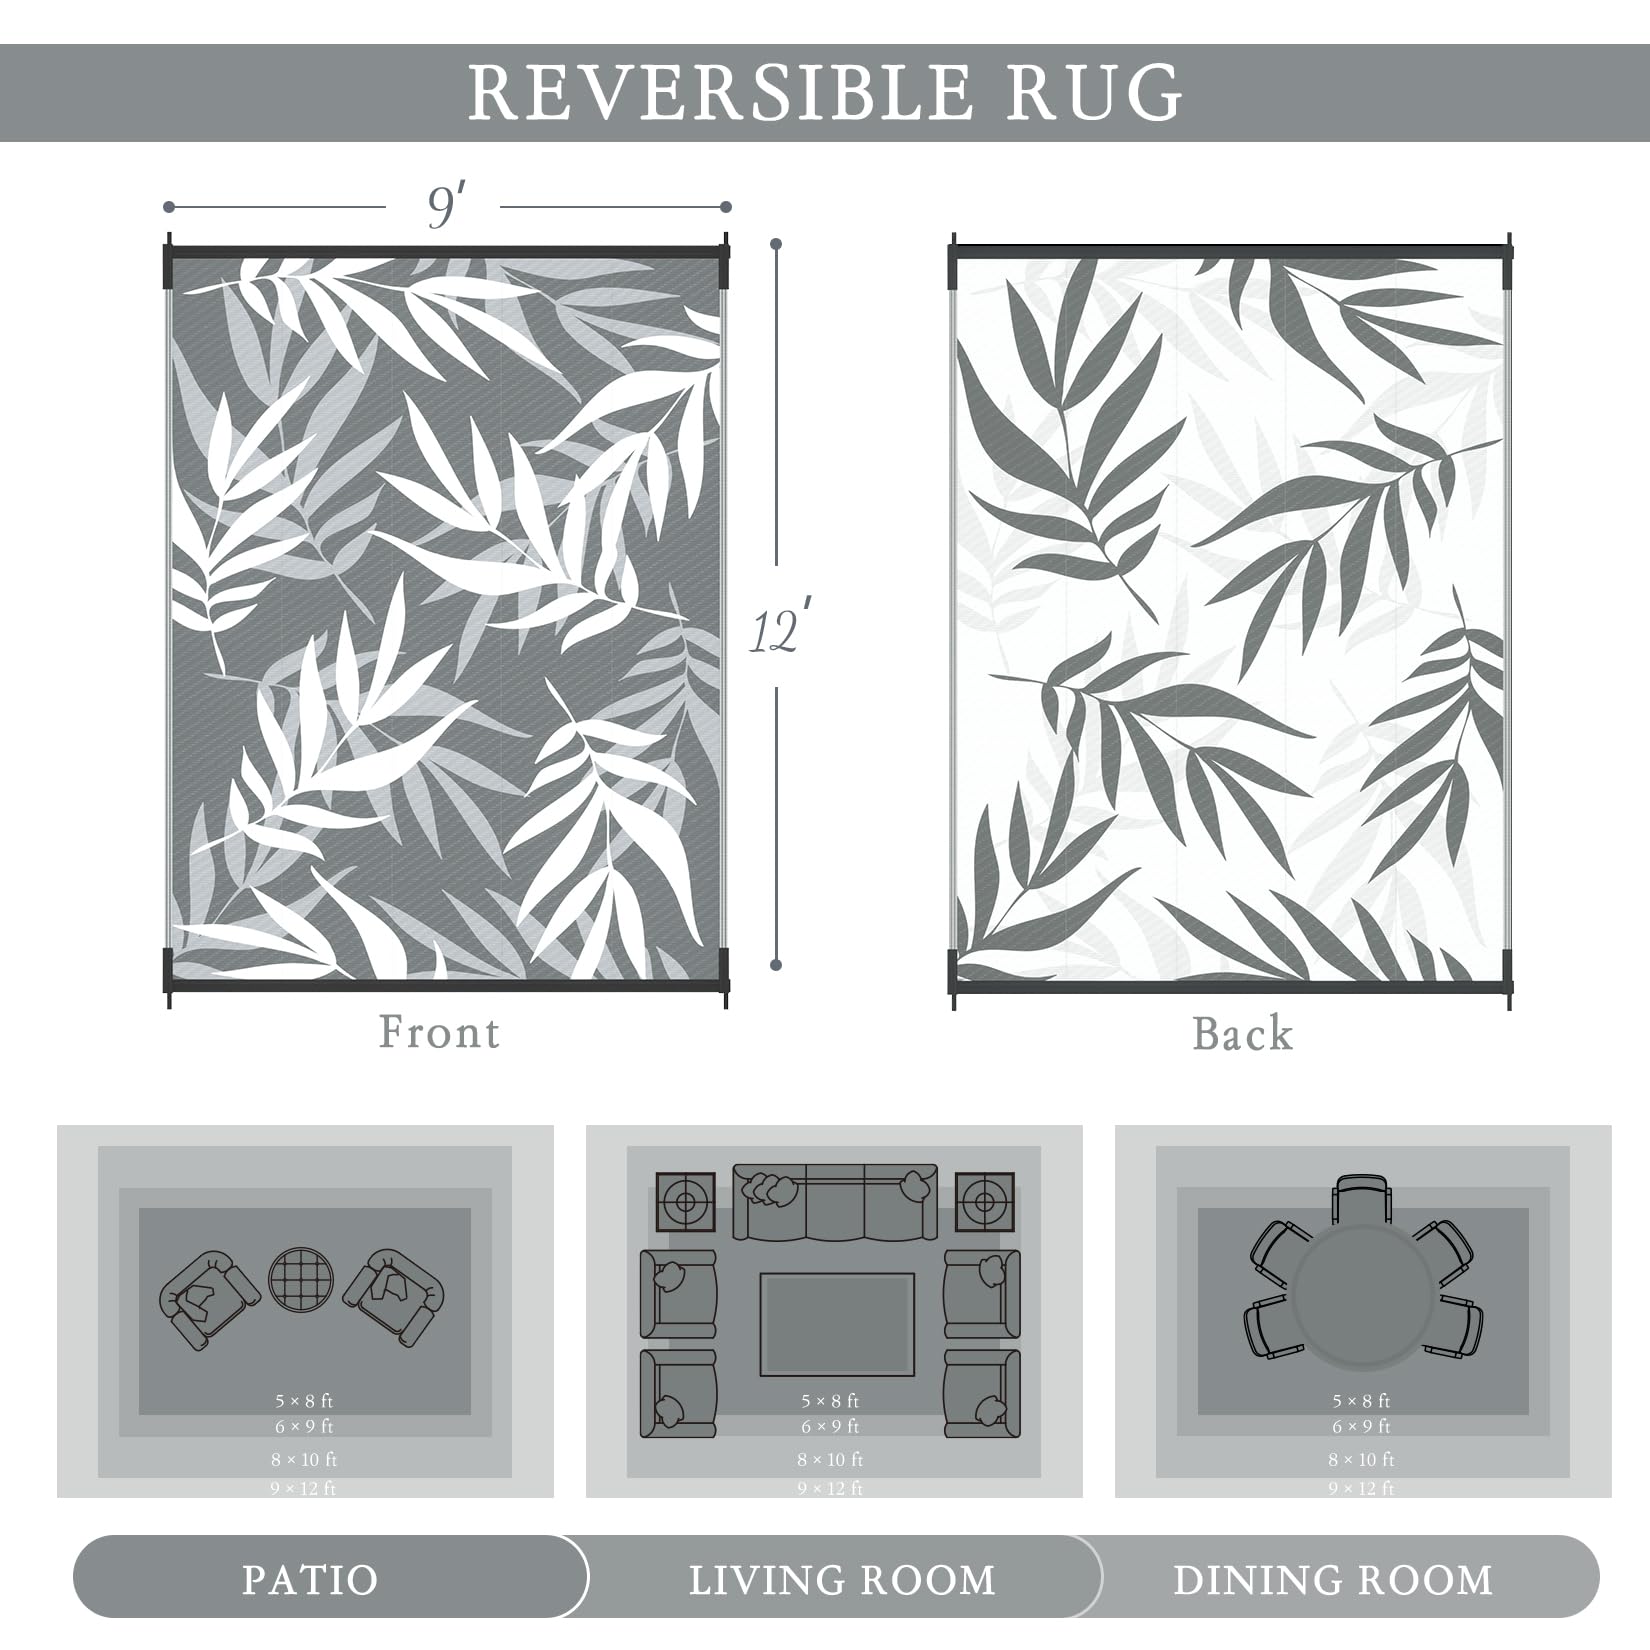 REVERSIBLE RUG
9'
12'
Front
Back
5 × 8 ft
6 × 9 ft
8 × 10 ft
9 × 12 ft
5 × 8 ft
6 × 9 ft
8 × 10 ft
9 × 12 ft
5 × 8 ft
6 × 9 ft
8 × 10 ft
9 × 12 ft
PATIO
LIVING ROOM
DINING ROOM